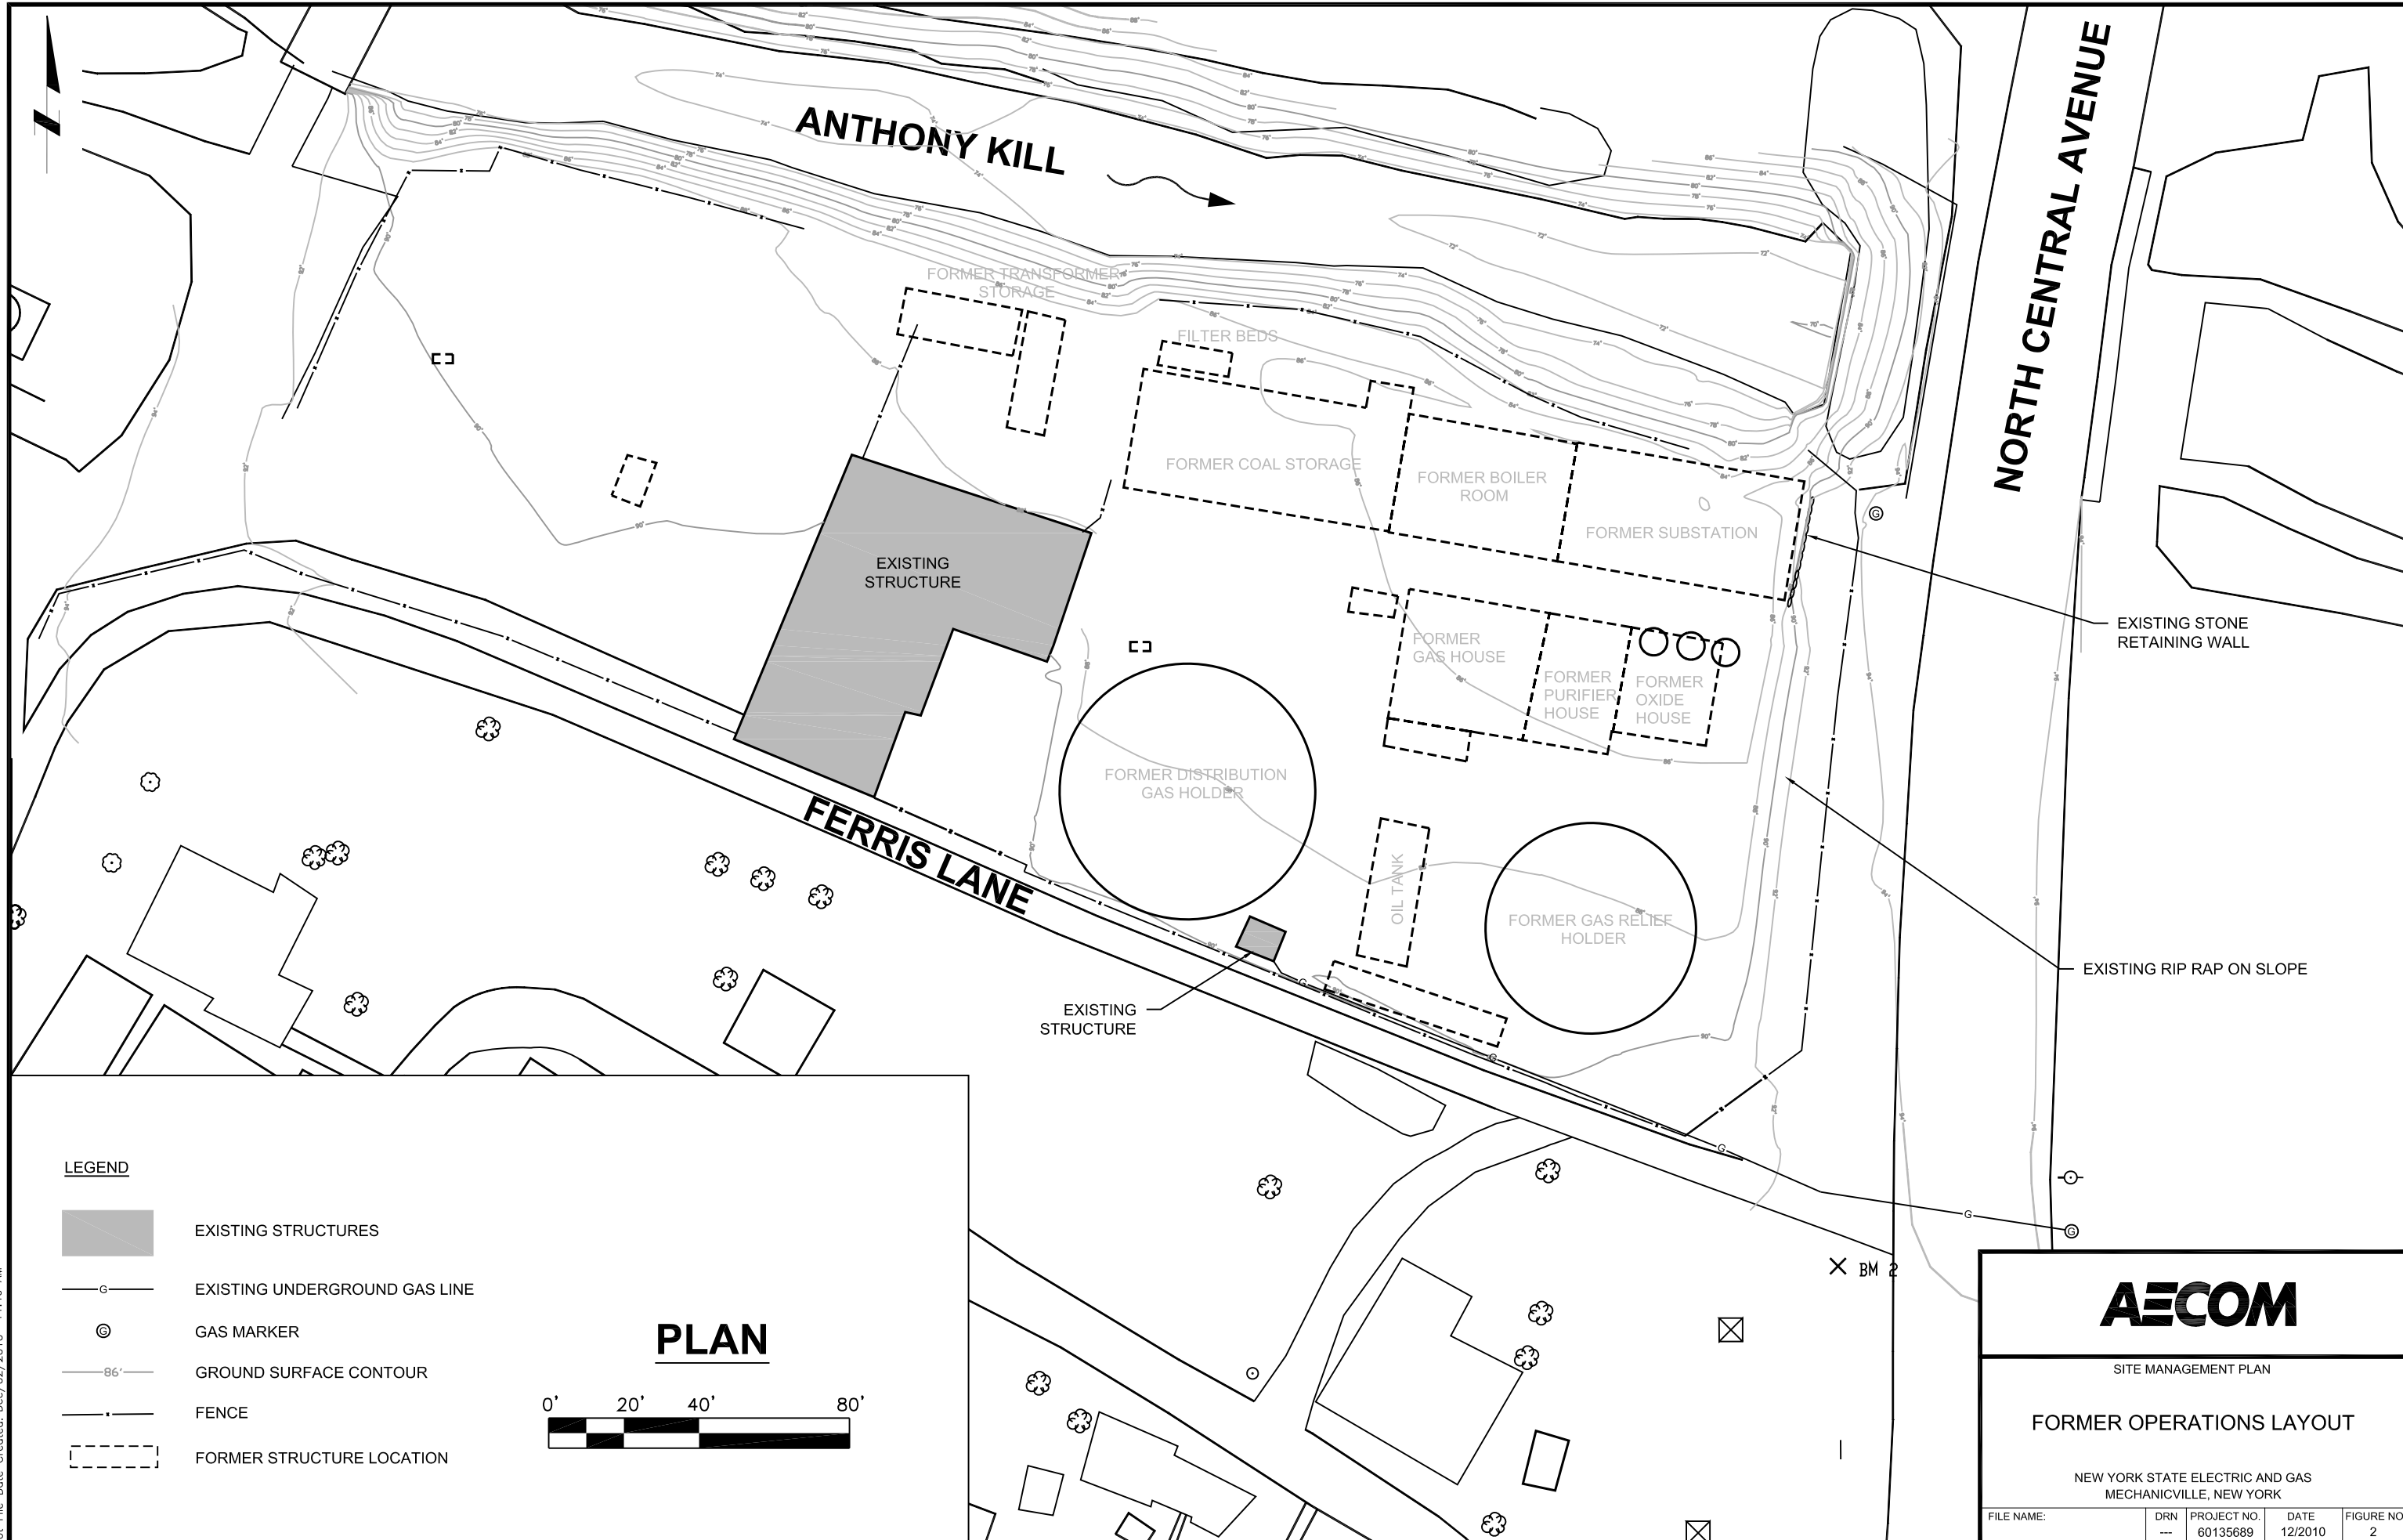 ANTHONY KILL
NORTH CENTRAL AVENUE
FORMER TRANSFORMER
STORAGE
FILTER BEDS
FORMER COAL STORAGE
FORMER BOILER
ROOM
FORMER SUBSTATION
EXISTING
STRUCTURE
EXISTING STONE
RETAINING WALL
FORMER
GAS HOUSE
FORMER
PURIFIER
HOUSE
FORMER
OXIDE
HOUSE
FORMER DISTRIBUTION
GAS HOLDER
FERRIS LANE
OIL TANK
FORMER GAS RELIEF
HOLDER
EXISTING RIP RAP ON SLOPE
EXISTING
STRUCTURE
BM 2
LEGEND
EXISTING STRUCTURES
G EXISTING UNDERGROUND GAS LINE
G GAS MARKER
86' GROUND SURFACE CONTOUR
FENCE
FORMER STRUCTURE LOCATION
PLAN
0' 20' 40' 80'
AECOM
SITE MANAGEMENT PLAN
FORMER OPERATIONS LAYOUT
NEW YORK STATE ELECTRIC AND GAS
MECHANICVILLE, NEW YORK
FILE NAME: DRN PROJECT NO. DATE FIGURE NO
--- 60135689 12/2010 2